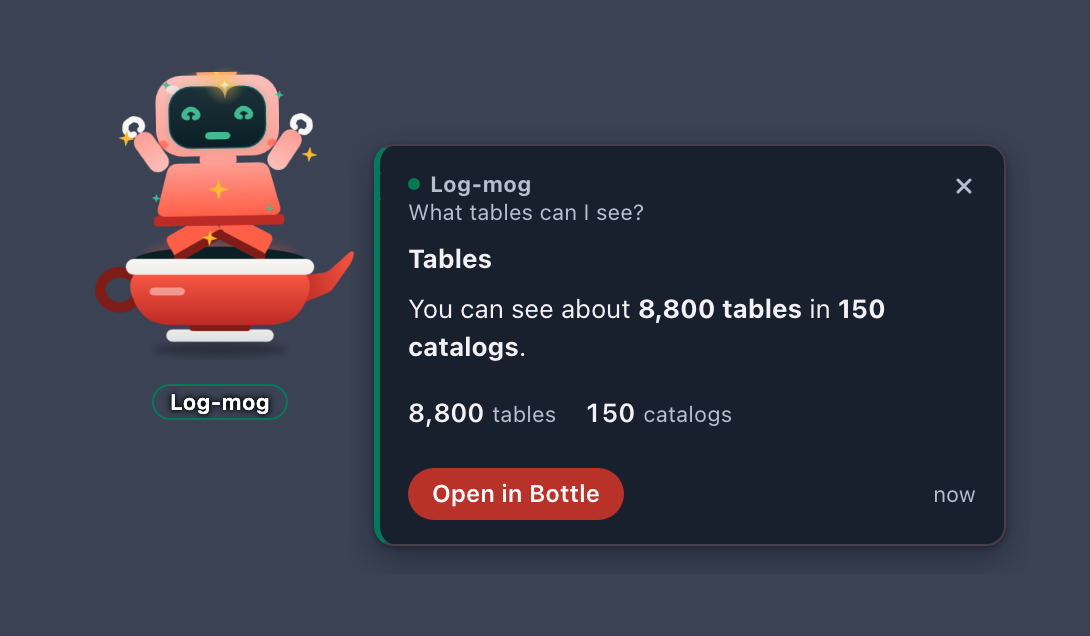 Log-mog
What tables can I see?
Tables
You can see about 8,800 tables in 150
catalogs.
8,800 tables 150 catalogs
Open in Bottle
now
Log-mog